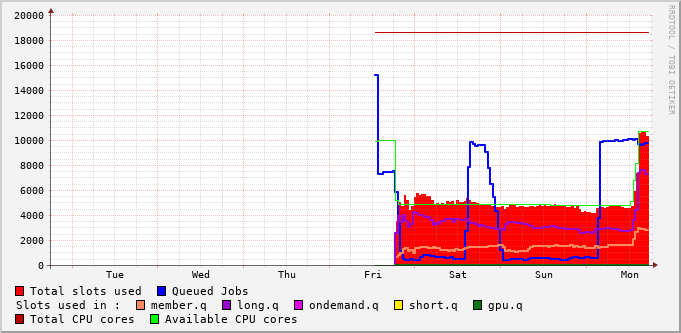 20000
18000
16000
14000
12000
10000
8000
6000
4000
2000
0
Tue Wed Thu Fri Sat Sun Mon
RRDTOOL / TOBI OETIKER
Total slots used Queued Jobs
Slots used in : member.q long.q ondemand.q short.q gpu.q
Total CPU cores Available CPU cores